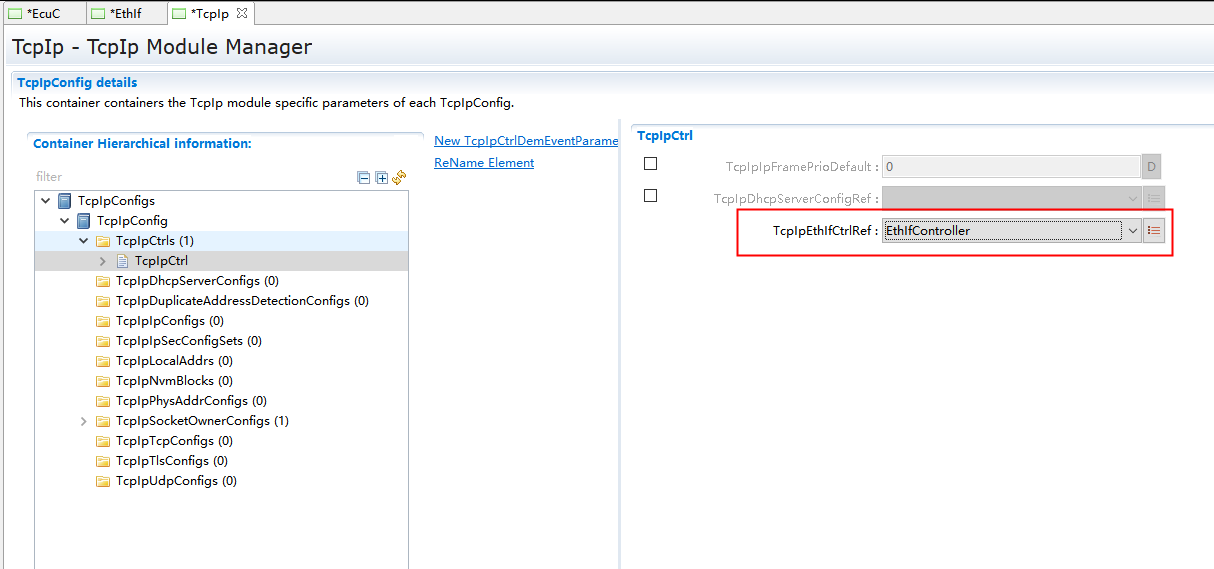 *EcuC *EthIf *TcpIp
TcpIp - TcpIp Module Manager
TcpIpConfig details
This container containers the TcpIp module specific parameters of each TcpIpConfig.
Container Hierarchical information:
filter
TcpIpConfigs
TcpIpConfig
TcpIpCtrls (1)
TcpIpCtrl
TcpIpDhcpServerConfigs (0)
TcpIpDuplicateAddressDetectionConfigs (0)
TcpIpIpConfigs (0)
TcpIpIpSecConfigSets (0)
TcpIpLocalAddrs (0)
TcpIpNvmBlocks (0)
TcpIpPhysAddrConfigs (0)
TcpIpSocketOwnerConfigs (1)
TcpIpTcpConfigs (0)
TcpIpTlsConfigs (0)
TcpIpUdpConfigs (0)
New TcpIpCtrlDemEventParame
ReName Element
TcpIpCtrl
TcpIpIpFramePrioDefault : 0 D
TcpIpDhcpServerConfigRef :
TcpIpEthIfCtrlRef : EthIfController